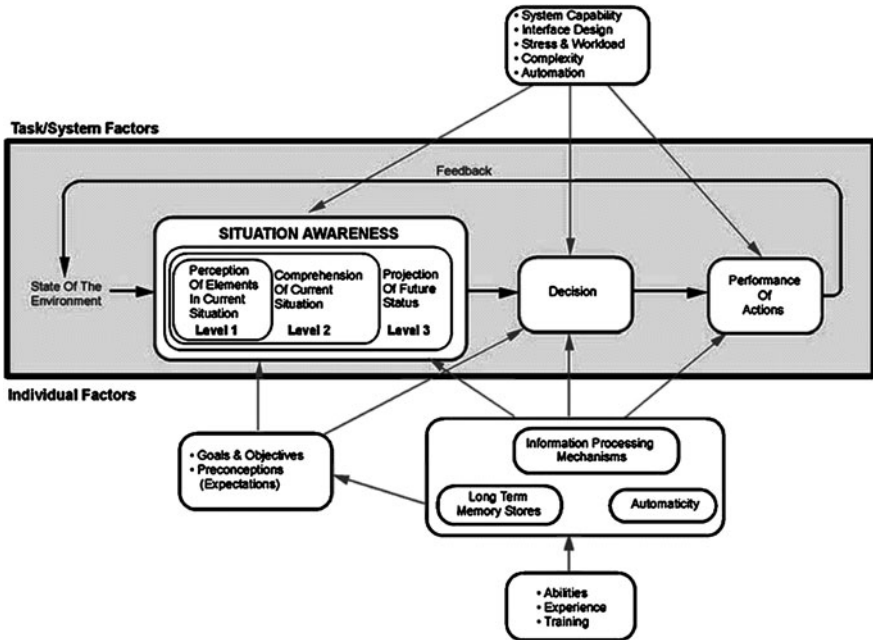 • System Capability
• Interface Design
• Stress & Workload
• Complexity
• Automation
Task/System Factors
Feedback
SITUATION AWARENESS
State Of The
Environment
Perception
Of Elements
In Current
Situation
Level 1
Comprehension
Of Current
Situation
Level 2
Projection
Of Future
Status
Level 3
Decision
Performance
Of
Actions
Individual Factors
• Goals & Objectives
• Preconceptions
(Expectations)
Information Processing
Mechanisms
Long Term
Memory Stores
Automaticity
• Abilities
• Experience
• Training